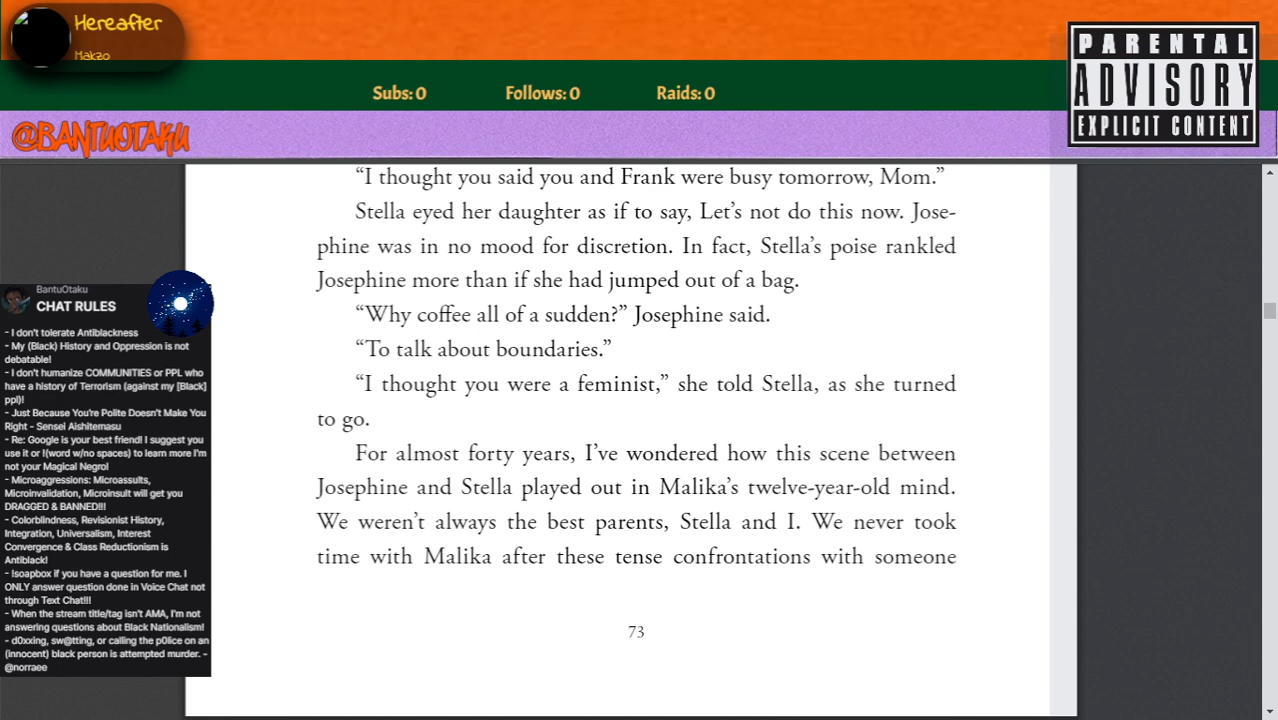 Hereafter
Makzo
PARENTAL
ADVISORY
EXPLICIT CONTENT
Subs: 0
Follows: 0
Raids: 0
@BANTUOTAKU
“I thought you said you and Frank were busy tomorrow, Mom.”
Stella eyed her daughter as if to say, Let’s not do this now. Jose-
phine was in no mood for discretion. In fact, Stella’s poise rankled
Josephine more than if she had jumped out of a bag.
“Why coffee all of a sudden?” Josephine said.
“To talk about boundaries.”
“I thought you were a feminist,” she told Stella, as she turned
to go.
For almost forty years, I’ve wondered how this scene between
Josephine and Stella played out in Malika’s twelve-year-old mind.
We weren’t always the best parents, Stella and I. We never took
time with Malika after these tense confrontations with someone
73
BantuOtaku
CHAT RULES
- I don't tolerate Antiblackness
- My (Black) History and Oppression is not
debatable!
- I don't humanize COMMUNITIES or PPL who
have a history of Terrorism (against my [Black]
ppl)!
- Just Because You're Polite Doesn't Make You
Right - Sensei Aishitemasu
- Re: Google is your best friend! I suggest you
use it or !(word w/no spaces) to learn more I'm
not your Magical Negro!
- Microaggressions: Microassults,
Microinvalidation, Microinsult will get you
DRAGGED & BANNED!!!
- Colorblindness, Revisionist History,
Integration, Universalism, Interest
Convergence & Class Reductionism is
Antiblack!
- !soapbox if you have a question for me. I
ONLY answer question done in Voice Chat not
through Text Chat!!!
- When the stream title/tag isn't AMA, I'm not
answering questions about Black Nationalism!
- d0xxing, sw@tting, or calling the p0lice on an
(innocent) black person is attempted murder. -
@norraee